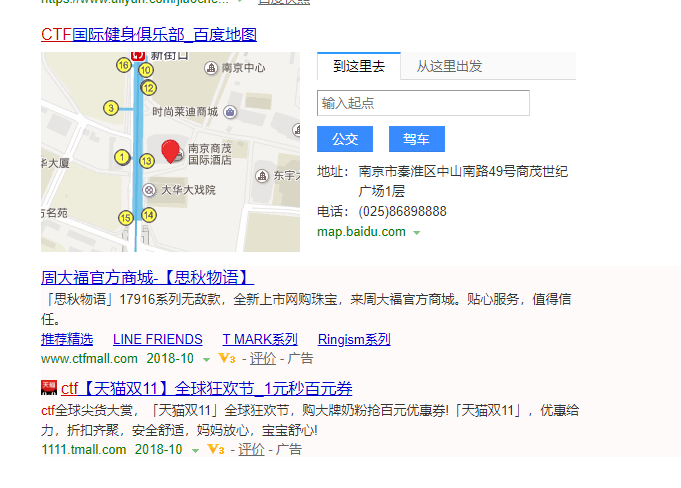 https://www.aliyun.com/jiaoche...
百度快照
CTF国际健身俱乐部_百度地图
新街口
16
10
南京中心
12
3
时尚莱迪商城
南京商茂
国际酒店
1
13
华大厦
大华大戏院
东宇大
方名苑
15
14
到这里去 从这里出发
输入起点
公交 驾车
地址: 南京市秦淮区中山南路49号商茂世纪
广场1层
电话: (025)86898888
map.baidu.com
周大福官方商城-【思秋物语】
「思秋物语」17916系列无敌款，全新上市网购珠宝，来周大福官方商城。贴心服务，值得信
任。
推荐精选 LINE FRIENDS T MARK系列 Ringism系列
www.ctfmall.com 2018-10 V3 - 评价 - 广告
天猫 ctf【天猫双11】全球狂欢节_1元秒百元券
ctf全球尖货大赏，「天猫双11」全球狂欢节，购大牌奶粉抢百元优惠券!「天猫双11」，优惠给
力，折扣齐聚，安全舒适，妈妈放心，宝宝舒心!
1111.tmall.com 2018-10 V3 - 评价 - 广告